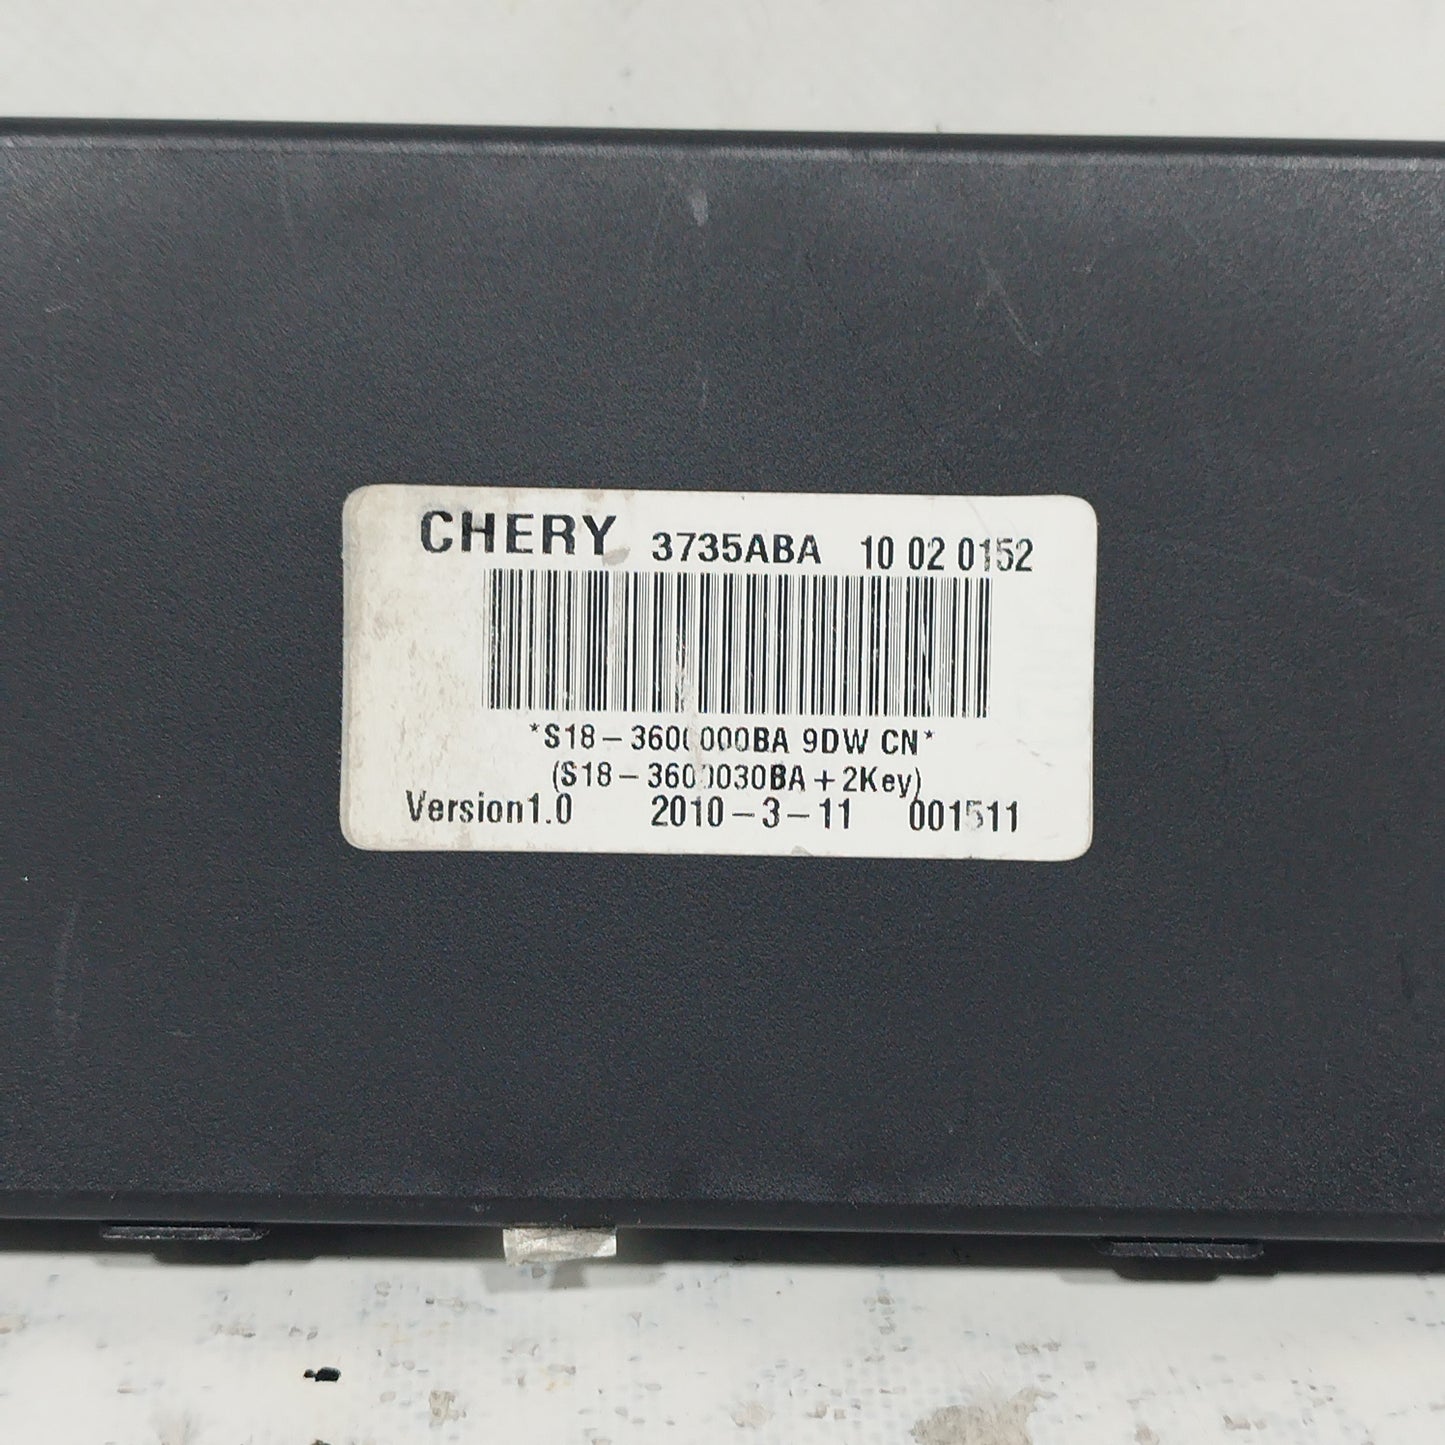 CHERY 3735ABA 10 02 0152
*S18-3600000BA 9DW CN*
(S18-3600030BA+2Key)
Version1.0 2010-3-11 001511